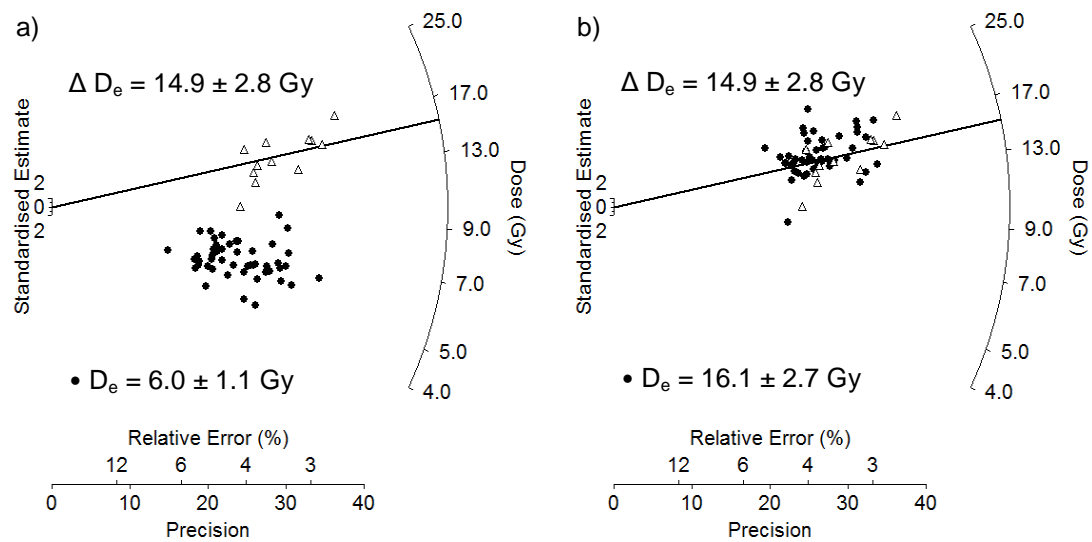 a)
Δ De = 14.9 ± 2.8 Gy
25.0
17.0
13.0
9.0
7.0
5.0
4.0
Dose (Gy)
Standardised Estimate
2
0
2
• De = 6.0 ± 1.1 Gy
Relative Error (%)
12 6 4 3
0 10 20 30 40
Precision
b)
Δ De = 14.9 ± 2.8 Gy
25.0
17.0
13.0
9.0
7.0
5.0
4.0
Dose (Gy)
Standardised Estimate
2
0
2
• De = 16.1 ± 2.7 Gy
Relative Error (%)
12 6 4 3
0 10 20 30 40
Precision